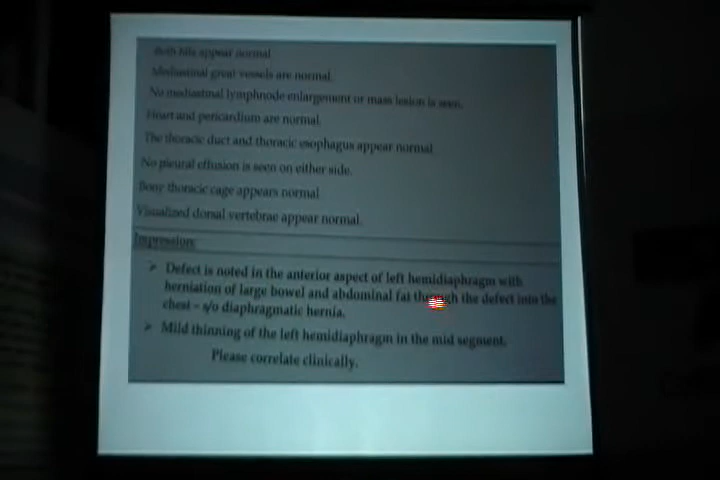 Both hila appear normal
Mediastinal great vessels are normal.
No mediastinal lymphnode enlargement or mass lesion is seen.
Heart and pericardium are normal.
The thoracic duct and thoracic esophagus appear normal
No pleural effusion is seen on either side.
Bony thoracic cage appears normal
Visualized dorsal vertebrae appear normal.
Impression:
Defect is noted in the anterior aspect of left hemidiaphragm with
herniation of large bowel and abdominal fat through the defect into the
chest – s/o diaphragmatic hernia.
Mild thinning of the left hemidiaphragm in the mid segment.
Please correlate clinically.